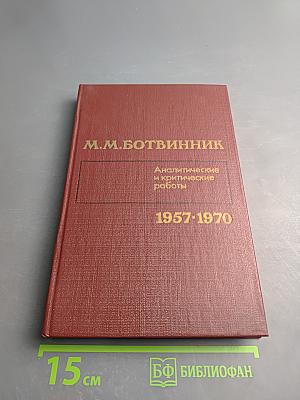 М.М.БОТВИННИК
Аналитические
и критические
работы
1957·1970
15 см
БФ БИБЛИОФАН